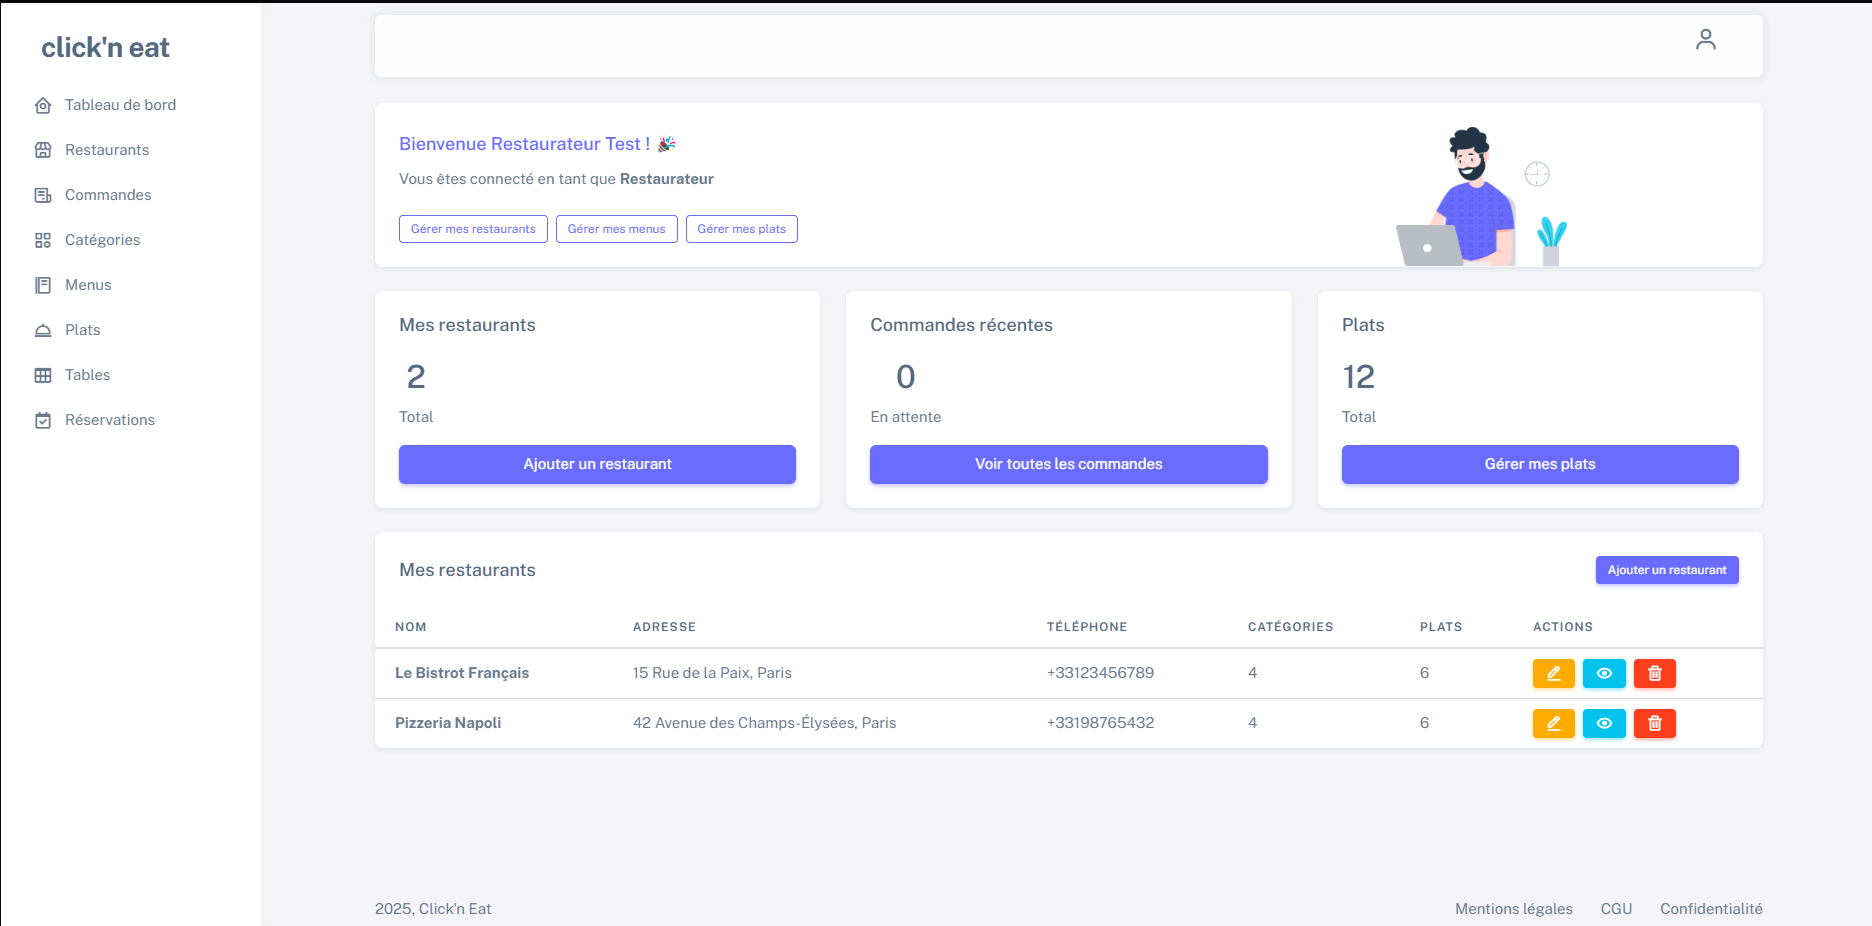 click'n eat
Tableau de bord
Restaurants
Commandes
Catégories
Menus
Plats
Tables
Réservations
Bienvenue Restaurateur Test ! 🎉
Vous êtes connecté en tant que Restaurateur
Gérer mes restaurants Gérer mes menus Gérer mes plats
Mes restaurants
2
Total
Ajouter un restaurant
Commandes récentes
0
En attente
Voir toutes les commandes
Plats
12
Total
Gérer mes plats
Mes restaurants
Ajouter un restaurant
NOM ADRESSE TÉLÉPHONE CATÉGORIES PLATS ACTIONS
Le Bistrot Français 15 Rue de la Paix, Paris +33123456789 4 6
Pizzeria Napoli 42 Avenue des Champs-Élysées, Paris +33198765432 4 6
2025, Click'n Eat
Mentions légales CGU Confidentialité